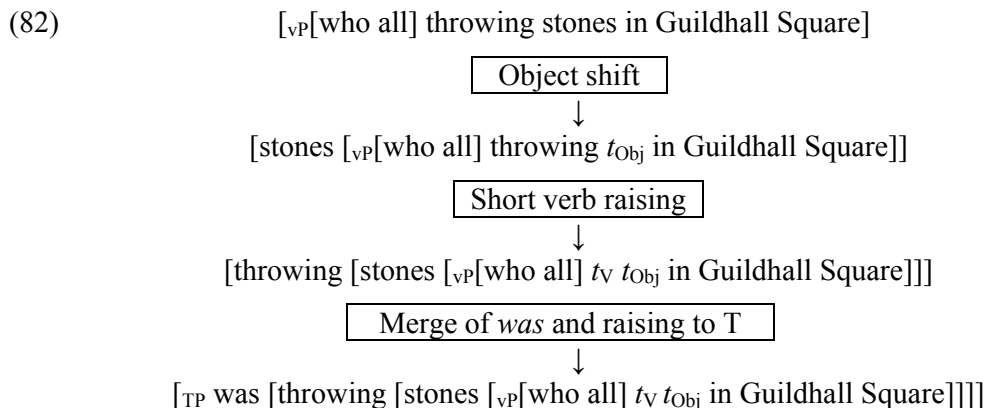 (82) [vP[who all] throwing stones in Guildhall Square]
Object shift
↓
[stones [vP[who all] throwing tObj in Guildhall Square]]
Short verb raising
↓
[throwing [stones [vP[who all] tV tObj in Guildhall Square]]]
Merge of was and raising to T
↓
[TP was [throwing [stones [vP[who all] tV tObj in Guildhall Square]]]]